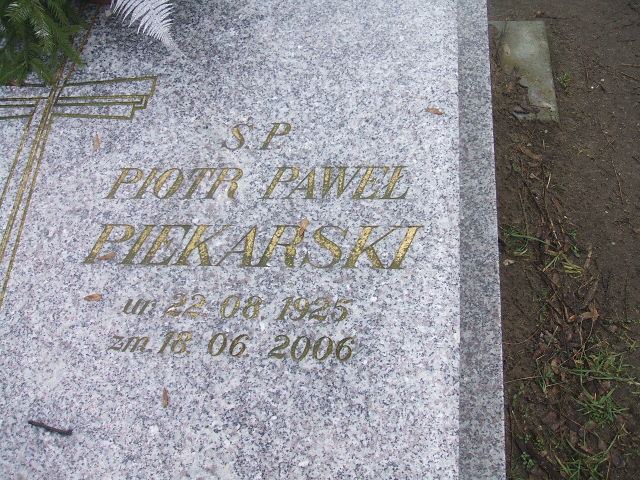 Ś.P.
PIOTR PAWEŁ
PIEKARSKI
ur. 22. 08. 1925
zm. 18. 06. 2006